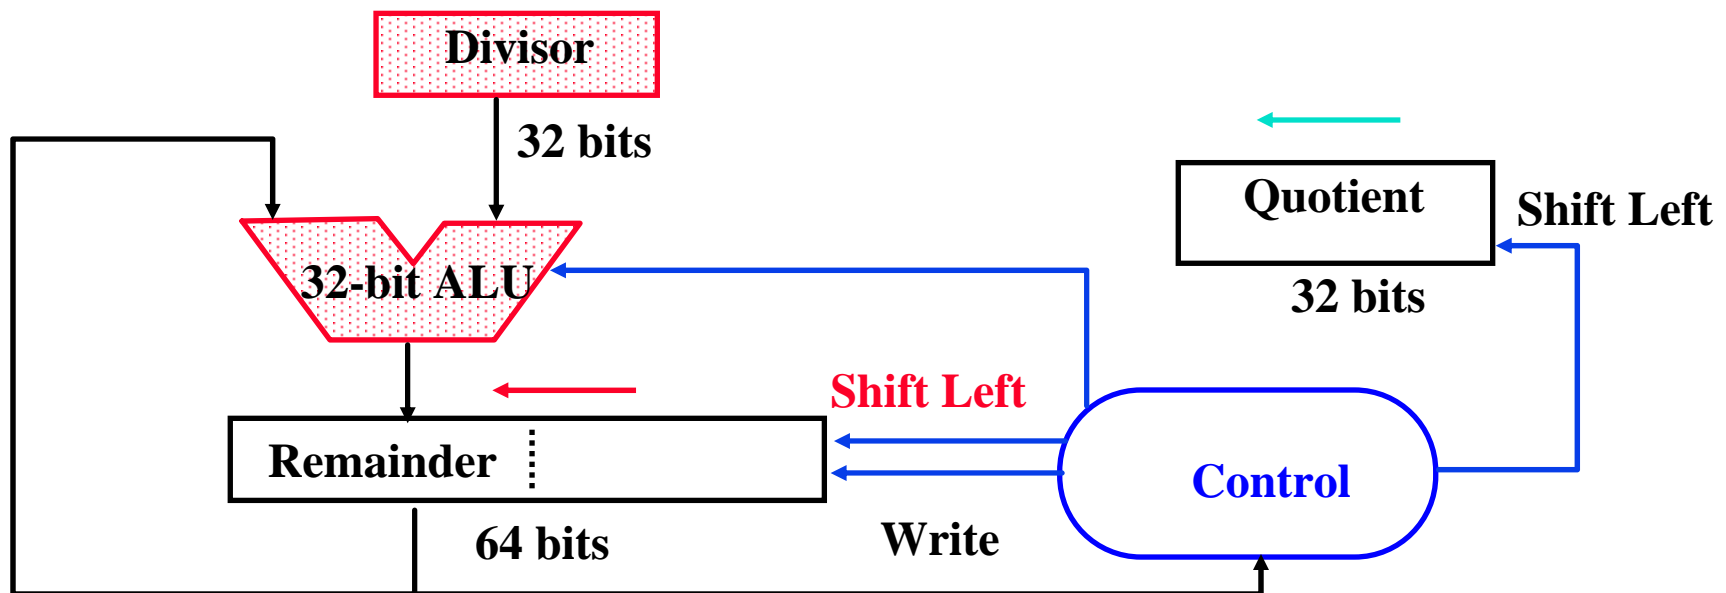 Divisor
32 bits
Quotient
Shift Left
32-bit ALU
32 bits
Shift Left
Remainder
Control
64 bits
Write